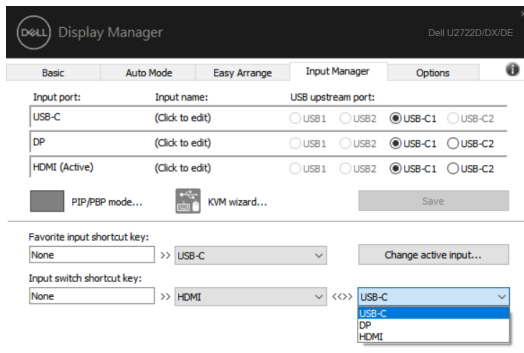 DELL Display Manager Dell U2722D/DX/DE
Basic Auto Mode Easy Arrange Input Manager Options
Input port: Input name: USB upstream port:
USB-C (Click to edit) USB1 USB2 USB-C1 USB-C2
DP (Click to edit) USB1 USB2 USB-C1 USB-C2
HDMI (Active) (Click to edit) USB1 USB2 USB-C1 USB-C2
PIP/PBP mode... KVM wizard... Save
Favorite input shortcut key:
None >> USB-C Change active input...
Input switch shortcut key:
None >> HDMI <<>> USB-C
USB-C
DP
HDMI